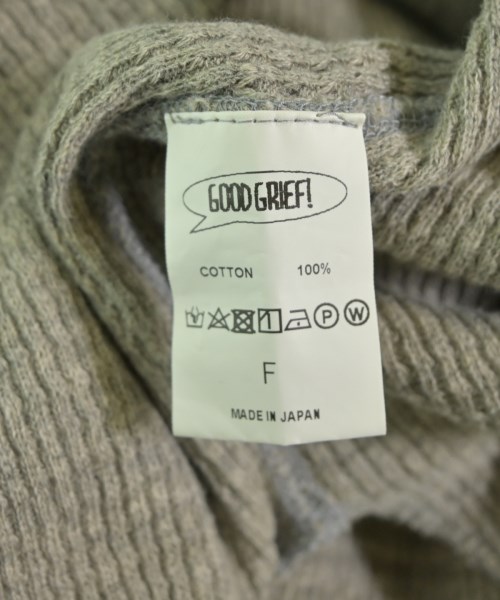 GOOD GRIEF!
COTTON 100%
P W
F
MADE IN JAPAN